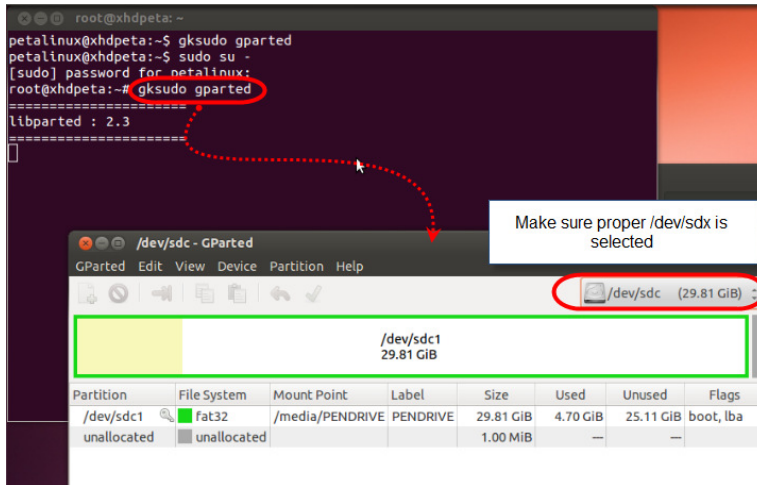 root@xhdpeta: ~
petalinux@xhdpeta:~$ gksudo gparted
petalinux@xhdpeta:~$ sudo su -
[sudo] password for petalinux:
root@xhdpeta:~# gksudo gparted
======================
libparted : 2.3
======================
Make sure proper /dev/sdx is
selected
/dev/sdc - GParted
GParted Edit View Device Partition Help
/dev/sdc (29.81 GiB)
/dev/sdc1
29.81 GiB
Partition File System Mount Point Label Size Used Unused Flags
/dev/sdc1 fat32 /media/PENDRIVE PENDRIVE 29.81 GiB 4.70 GiB 25.11 GiB boot, lba
unallocated unallocated 1.00 MiB --- ---